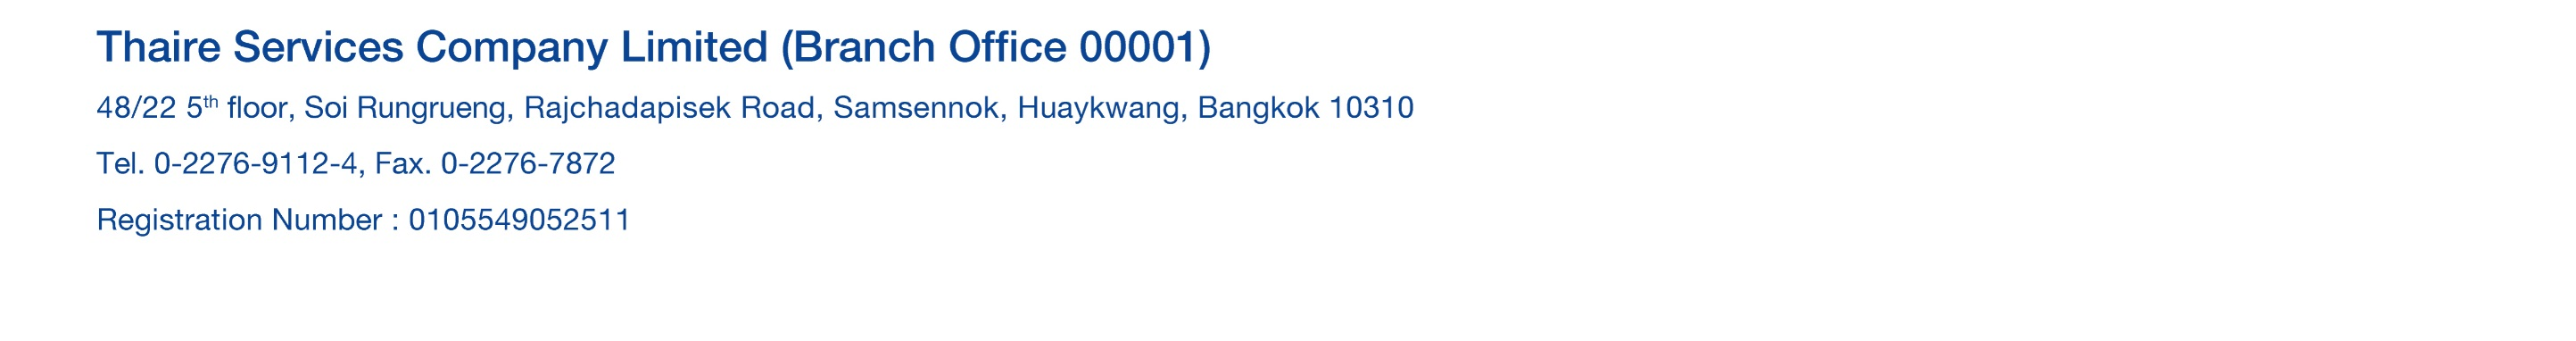 Thaire Services Company Limited (Branch Office 00001)
48/22 5th floor, Soi Rungrueng, Rajchadapisek Road, Samsennok, Huaykwang, Bangkok 10310
Tel. 0-2276-9112-4, Fax. 0-2276-7872
Registration Number : 0105549052511